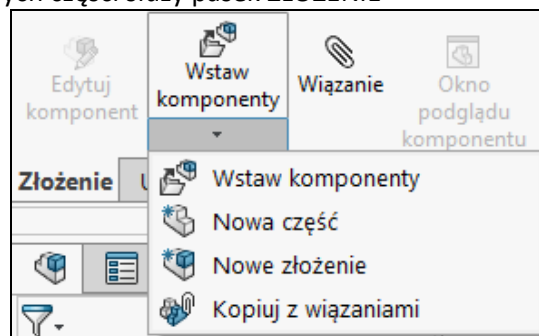 Edytuj
komponent
Wstaw
komponenty
Wiązanie
Okno
podglądu
komponentu
Złożenie
Wstaw komponenty
Nowa część
Nowe złożenie
Kopiuj z wiązaniami